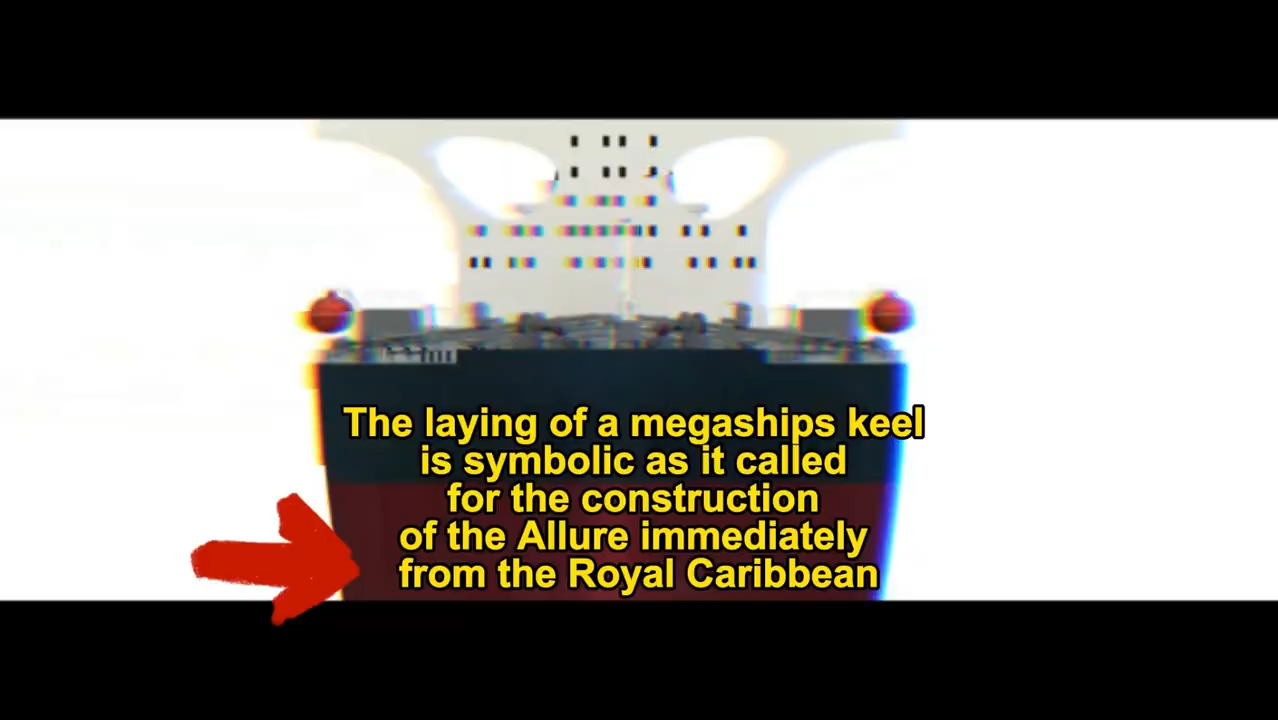 The laying of a megaships keel
is symbolic as it called
for the construction
of the Allure immediately
from the Royal Caribbean